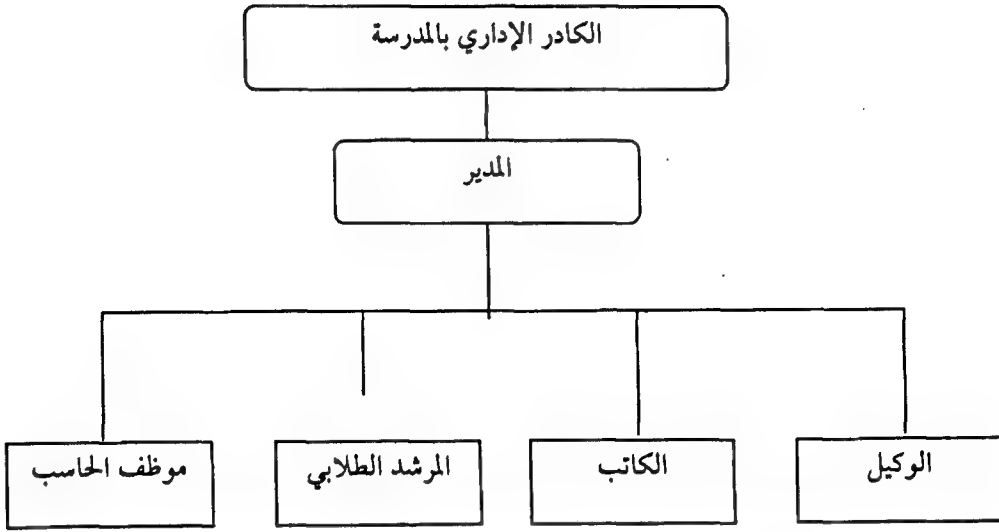 الكادر الإداري بالمدرسة
المدير
الوكيل
الكاتب
المرشد الطلابي
موظف الحاسب